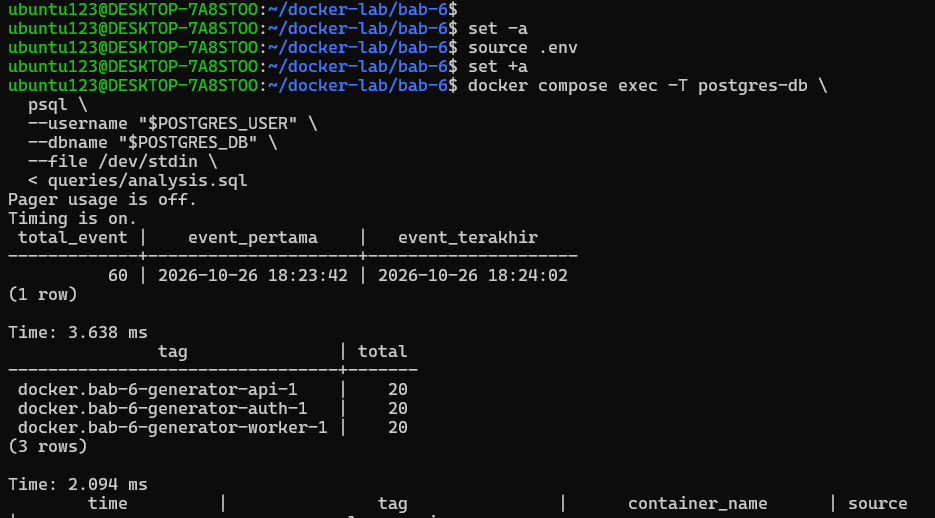 ubuntu123@DESKTOP-7A8STOO:~/docker-lab/bab-6$
ubuntu123@DESKTOP-7A8STOO:~/docker-lab/bab-6$ set -a
ubuntu123@DESKTOP-7A8STOO:~/docker-lab/bab-6$ source .env
ubuntu123@DESKTOP-7A8STOO:~/docker-lab/bab-6$ set +a
ubuntu123@DESKTOP-7A8STOO:~/docker-lab/bab-6$ docker compose exec -T postgres-db \
  psql \
  --username "$POSTGRES_USER" \
  --dbname "$POSTGRES_DB" \
  --file /dev/stdin \
  < queries/analysis.sql
Pager usage is off.
Timing is on.
 total_event |    event_pertama    |   event_terakhir
-------------+---------------------+---------------------
          60 | 2026-10-26 18:23:42 | 2026-10-26 18:24:02
(1 row)

Time: 3.638 ms
               tag               | total
---------------------------------+-------
 docker.bab-6-generator-api-1    |    20
 docker.bab-6-generator-auth-1   |    20
 docker.bab-6-generator-worker-1 |    20
(3 rows)

Time: 2.094 ms
        time         |               tag               |      container_name      | source